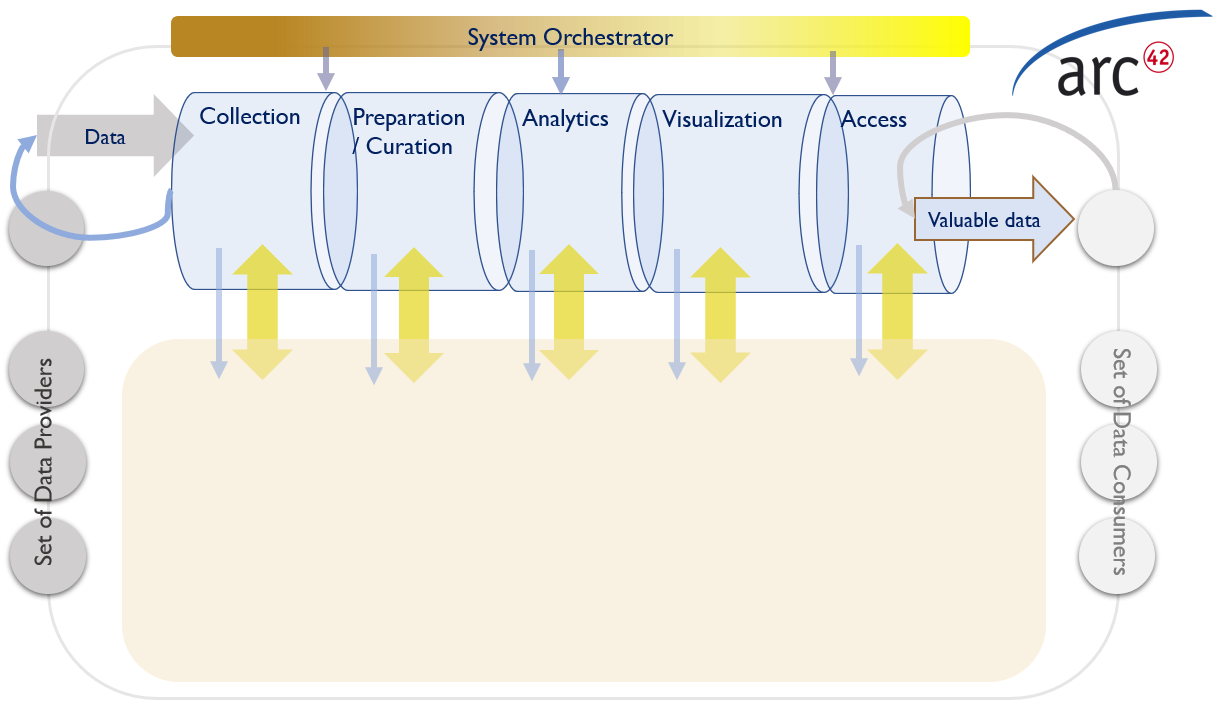 System Orchestrator
arc 42
Collection
Preparation
/ Curation
Analytics
Visualization
Access
Data
Valuable data
Set of Data Providers
Set of Data Consumers